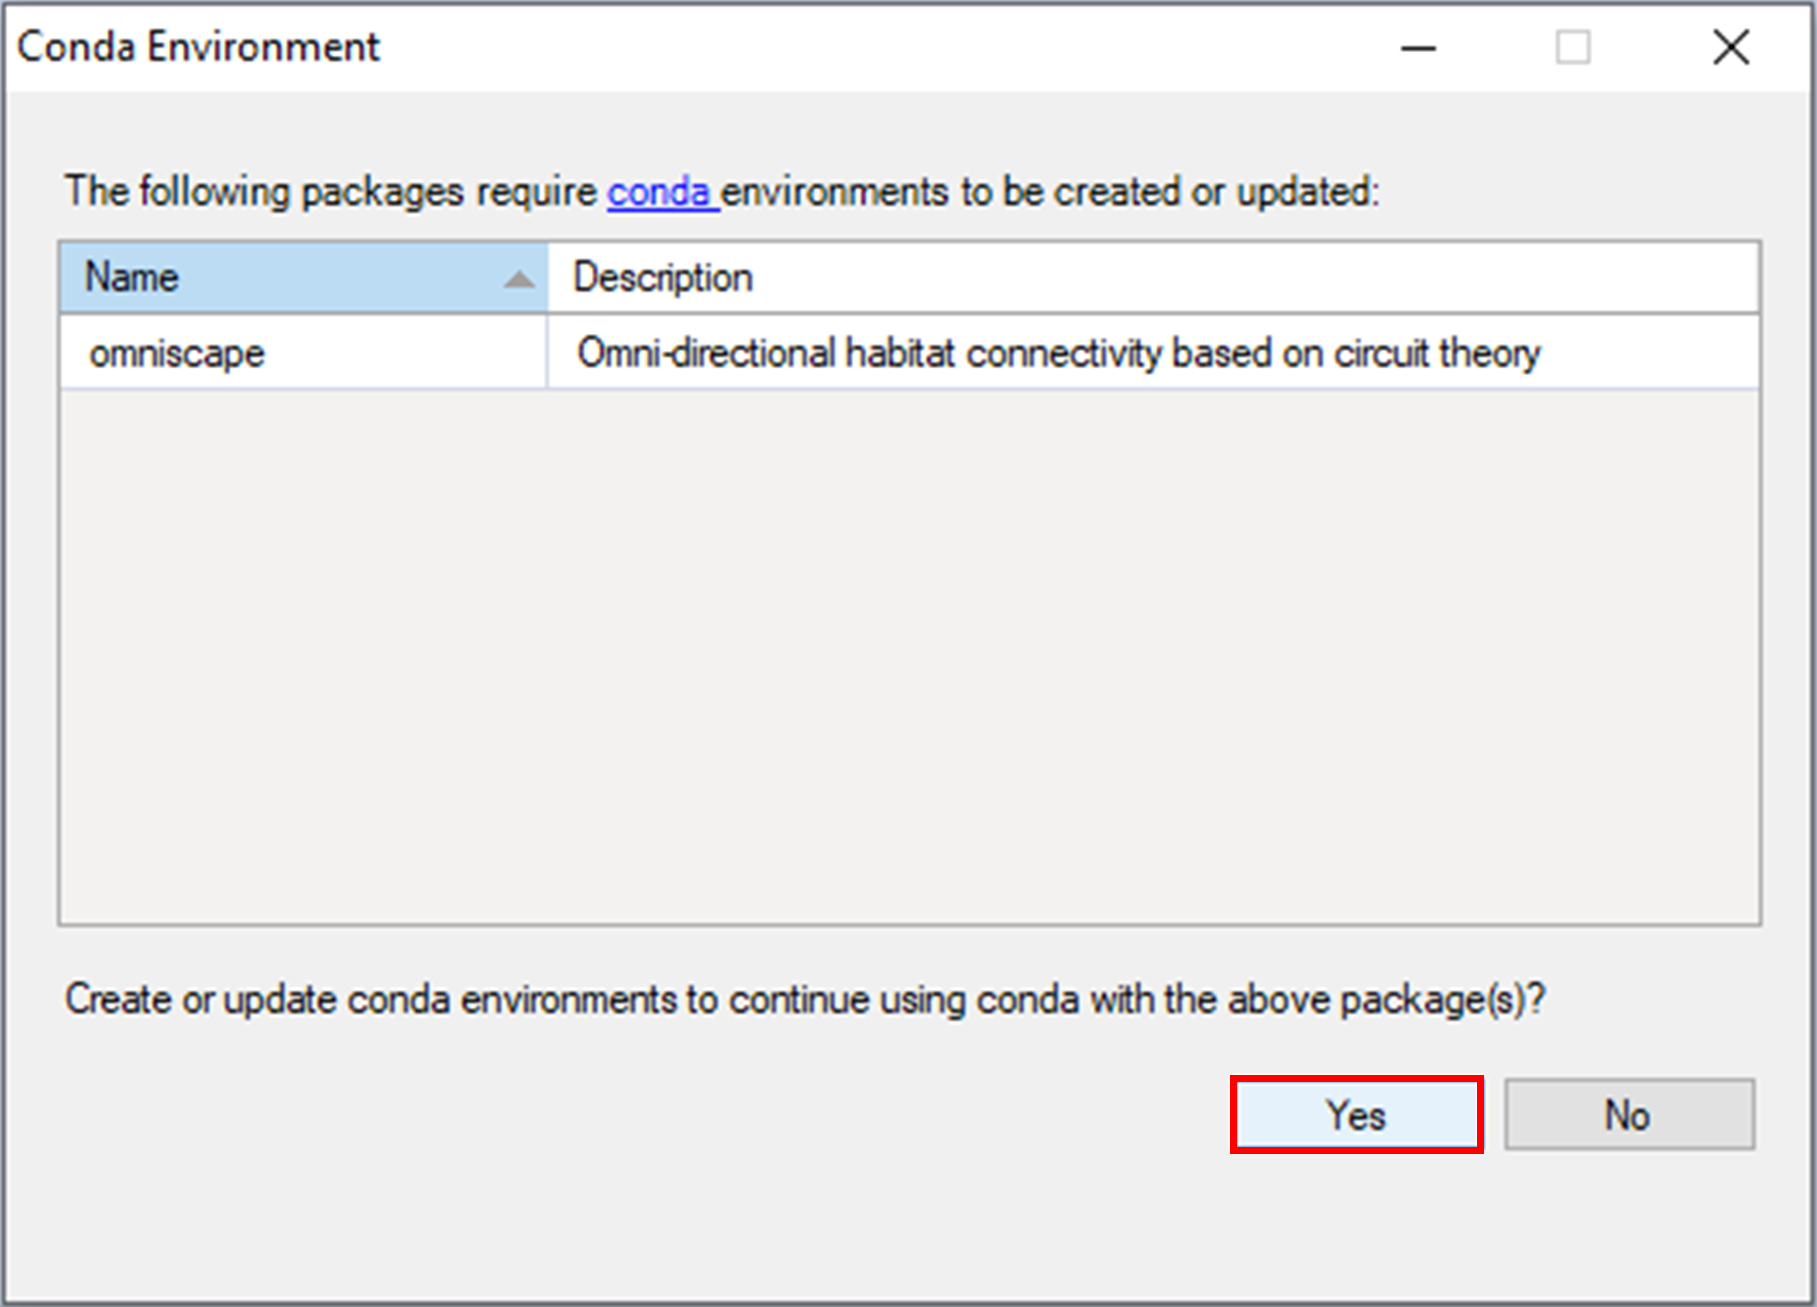 Conda Environment
The following packages require conda environments to be created or updated:
Name Description
omniscape Omni-directional habitat connectivity based on circuit theory
Create or update conda environments to continue using conda with the above package(s)?
Yes No